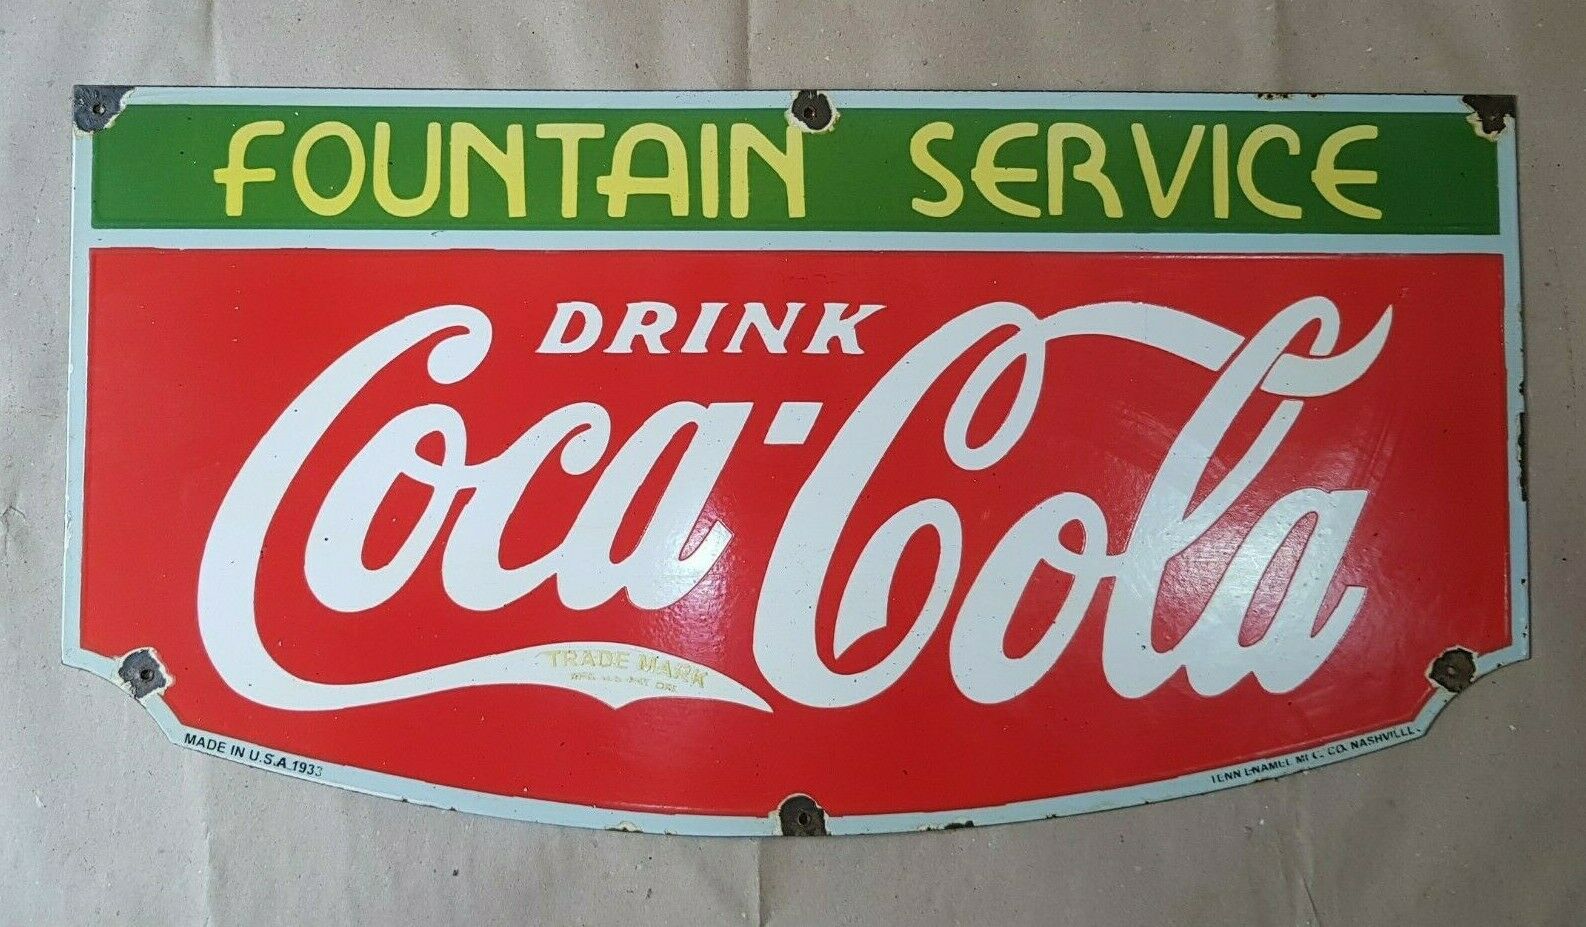 FOUNTAIN SERVICE
DRINK
Coca-Cola
TRADE MARK
MADE IN U.S.A. 1933
TENN ENAMEL MFG. CO. NASHVILLE